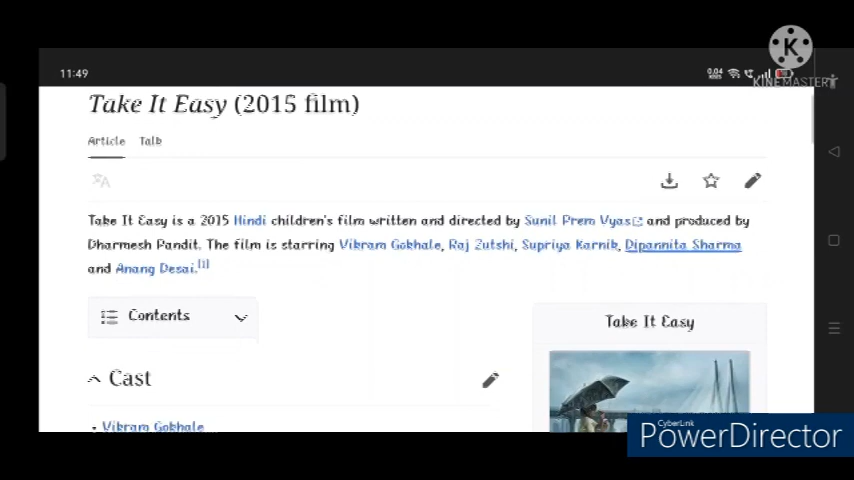 11:49
0.04
KINEMASTER
Take It Easy (2015 film)
Article Talk
Take It Easy is a 2015 Hindi children's film written and directed by Sunil Prem Vyas and produced by
Dharmesh Pandit. The film is starring Vikram Gokhale, Raj Zutshi, Supriya Karnik, Dipannita Sharma
and Anang Desai.[1]
Contents
Take It Easy
Cast
• Vikram Gokhale
CyberLink
PowerDirector